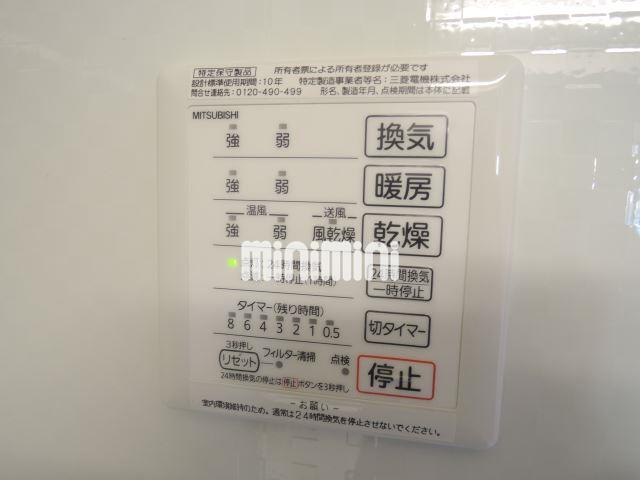 特定保守製品 所有者票による所有者登録が必要です
設計標準使用期間:10年 特定製造事業者等名:三菱電機株式会社
問合せ連絡先:0120-490-499 形名、製造年月、点検期間は本体に記載
MITSUBISHI
強 弱 換気
強 弱 暖房
温風 送風
強 弱 風乾燥 乾燥
minimini
24時間換気
24時間換気
一時停止
タイマー(残り時間)
8 6 4 3 2 1 0.5 切タイマー
3秒押し
リセット フィルター清掃 点検 停止
24時間換気の停止は停止ボタンを3秒押し
-お願い-
室内環境維持のため、通常は24時間換気を停止させないでください。